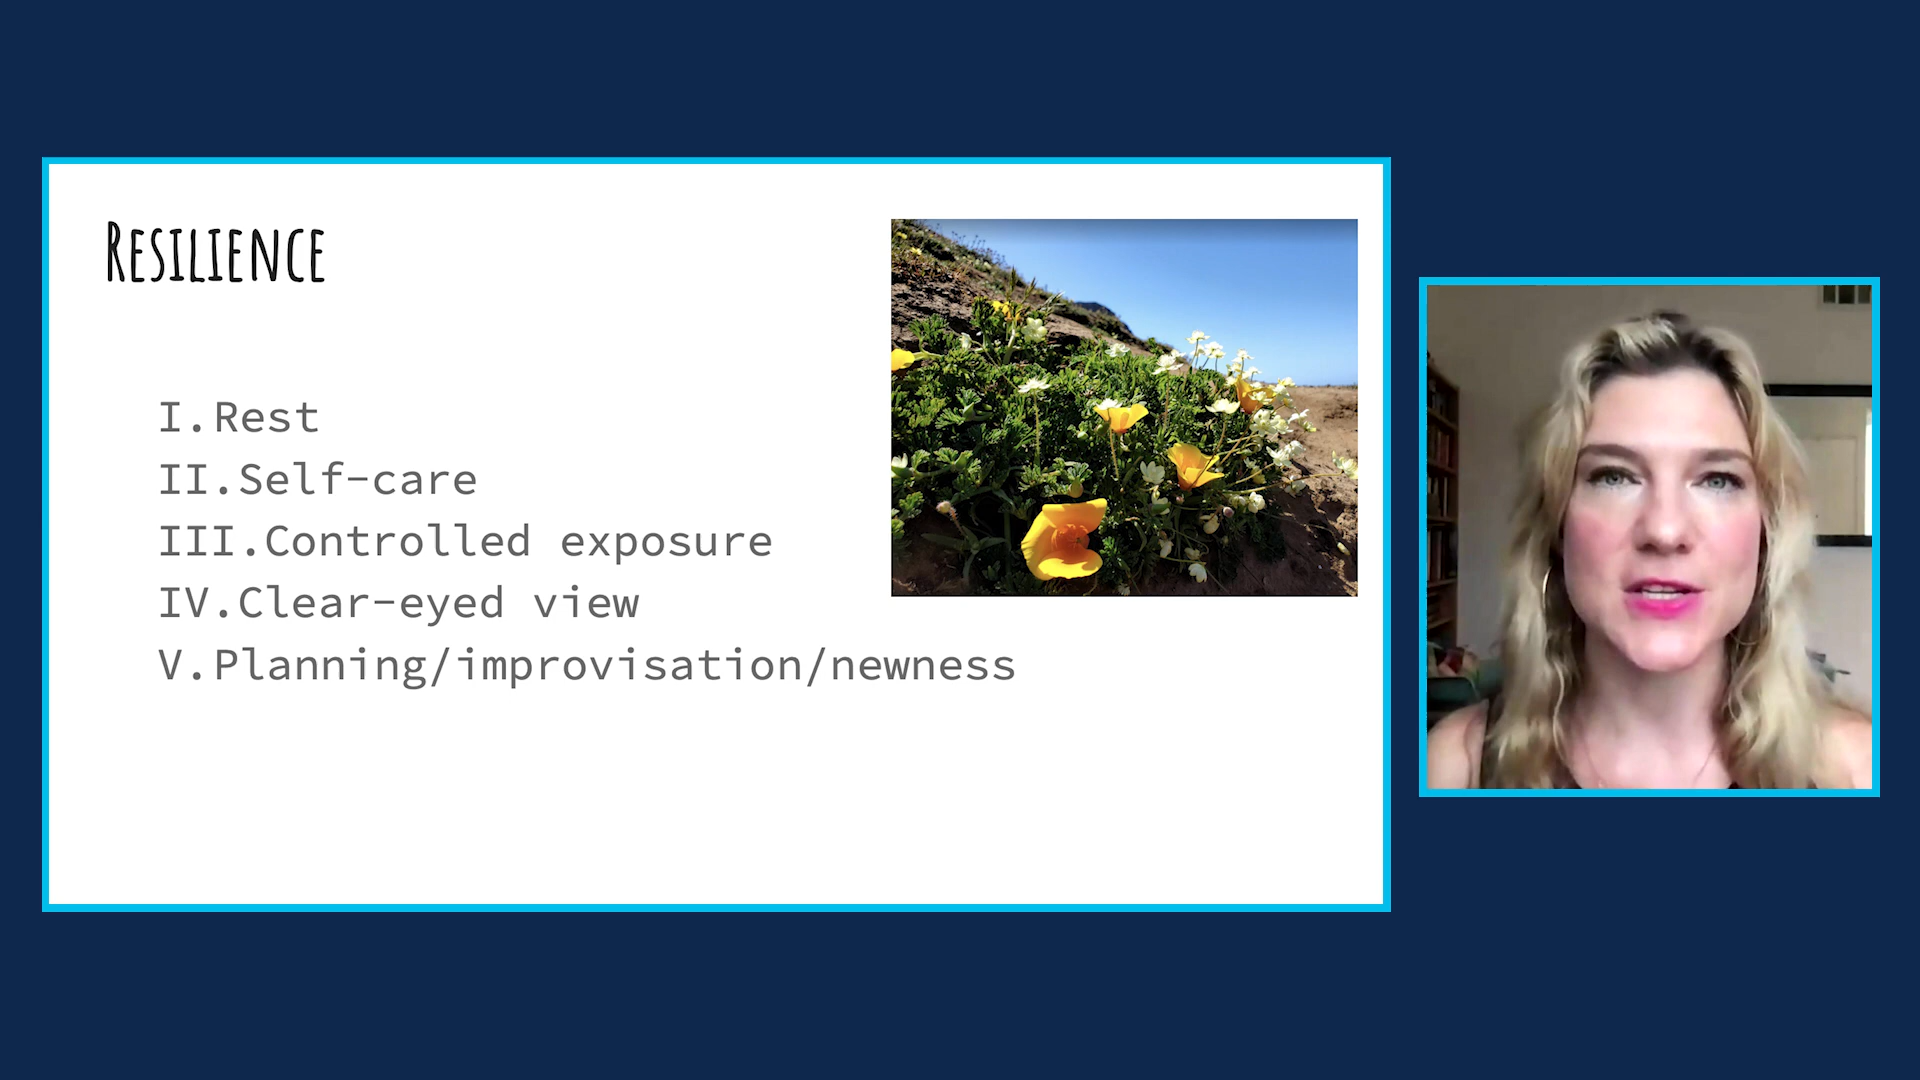 Resilience
I.Rest
II.Self-care
III.Controlled exposure
IV.Clear-eyed view
V.Planning/improvisation/newness